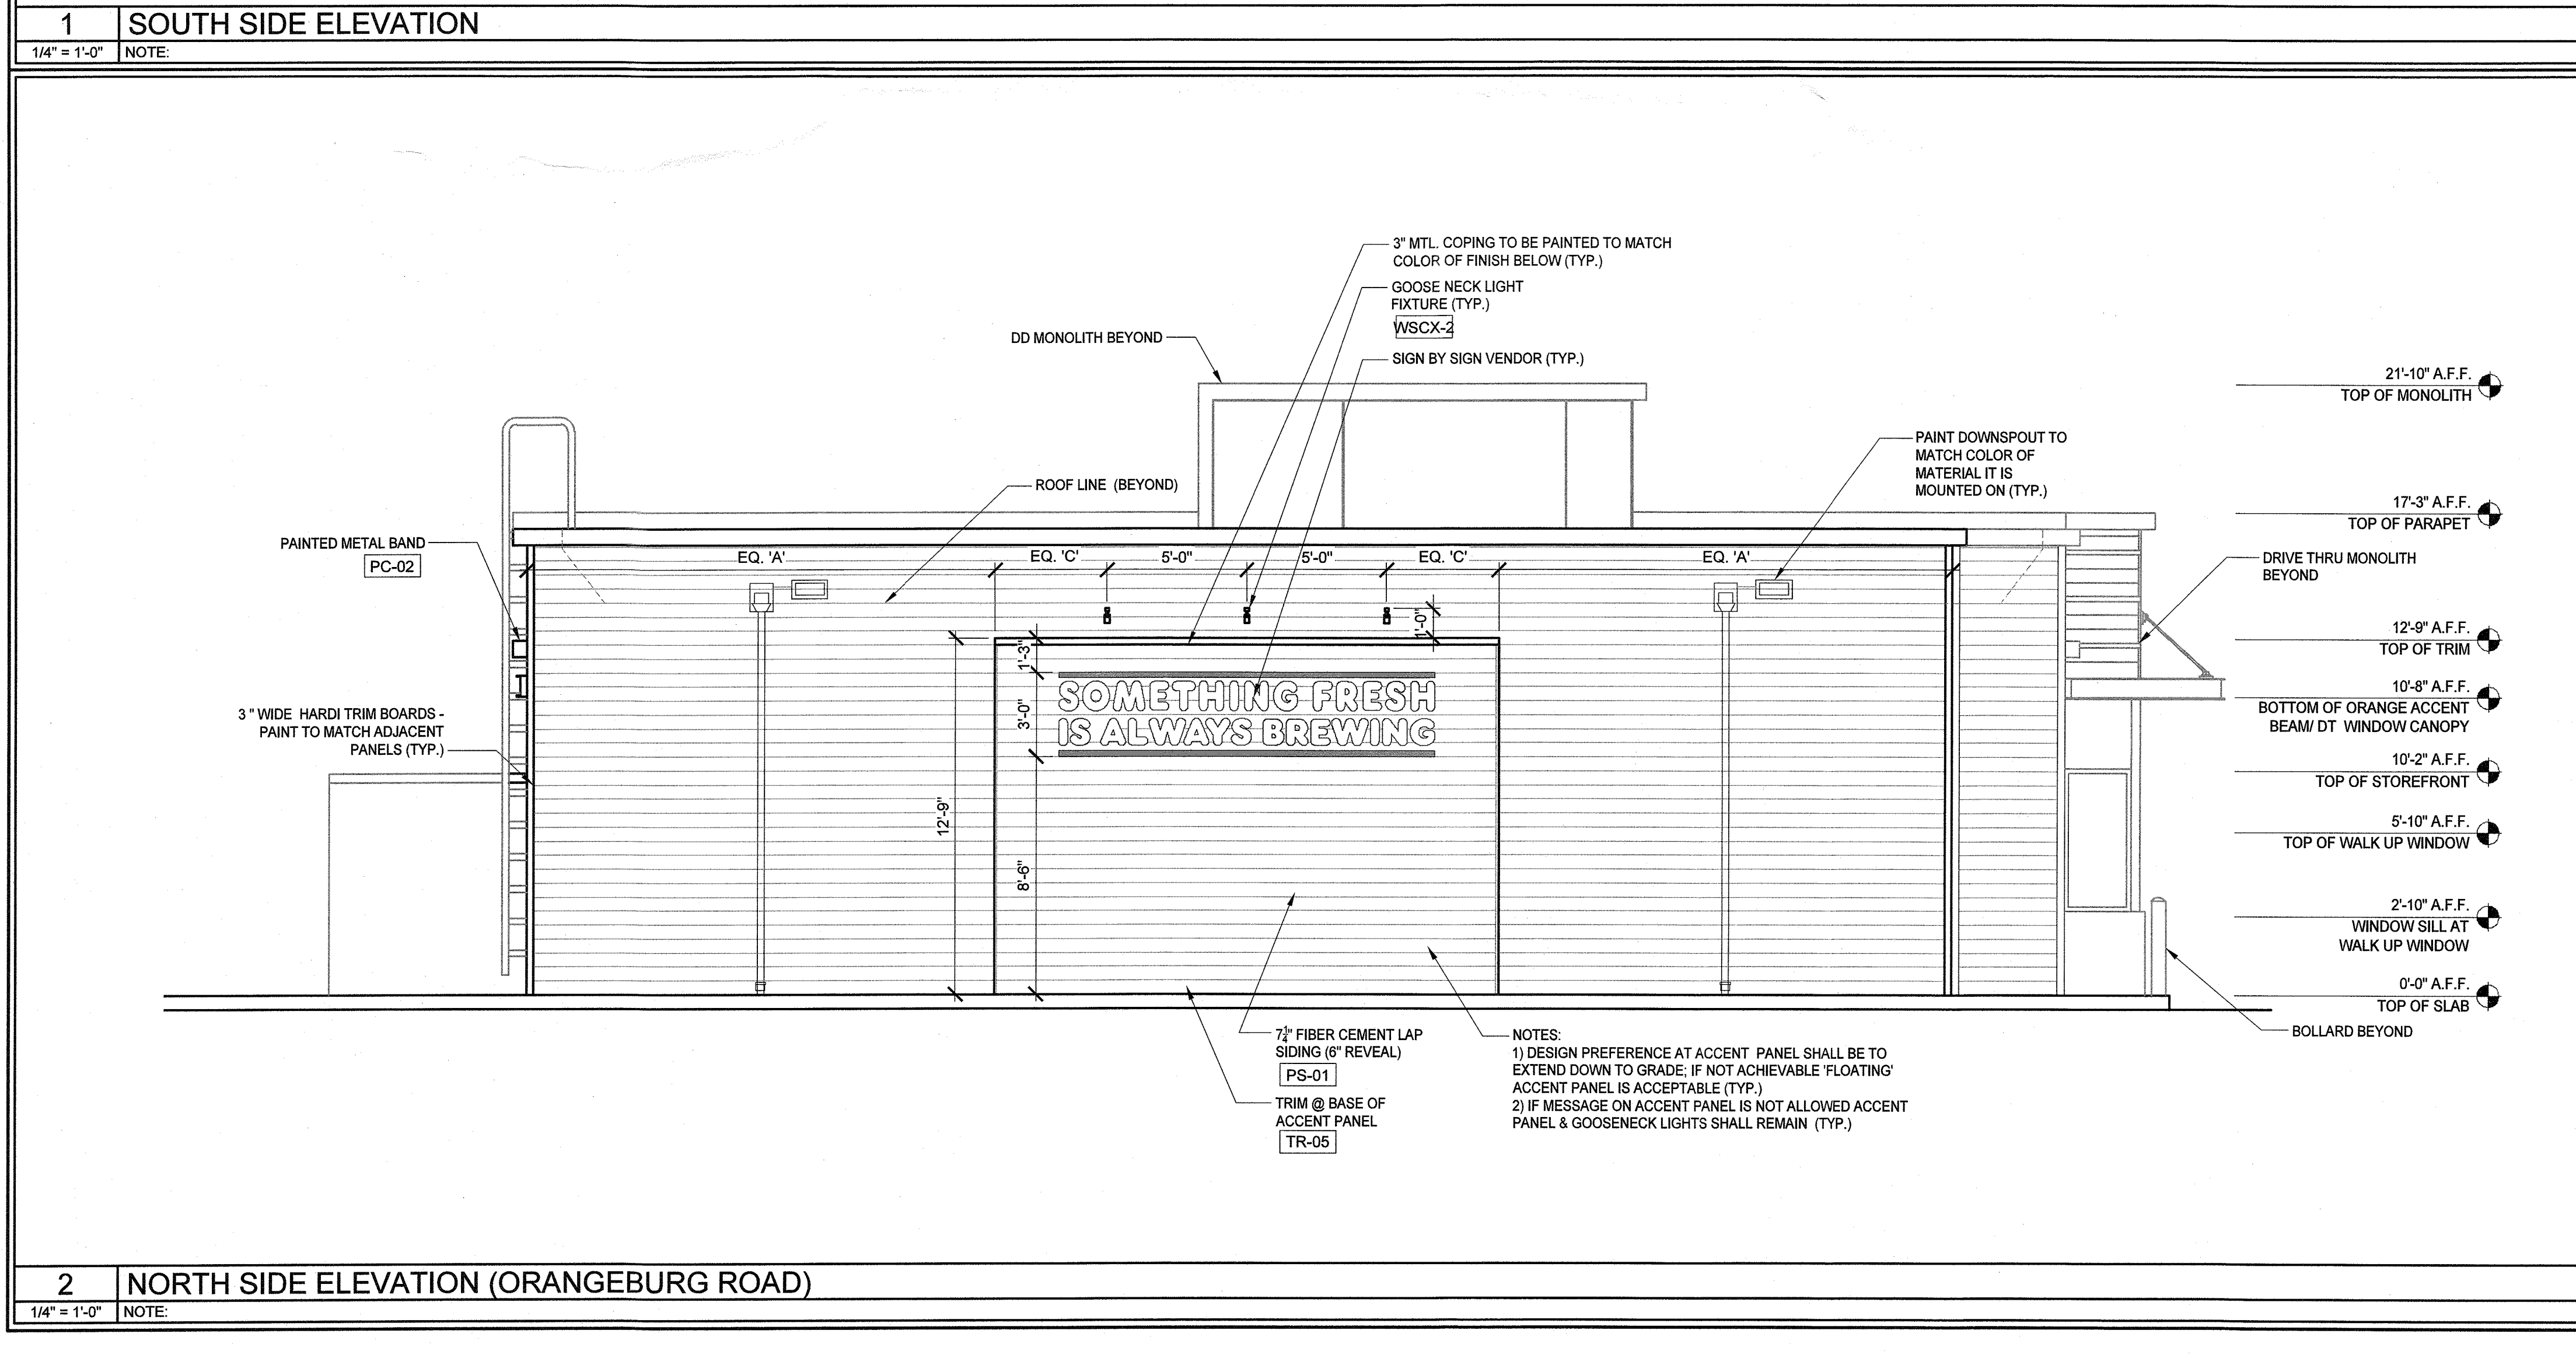 1
SOUTH SIDE ELEVATION
1/4" = 1'-0"
NOTE:
3" MTL. COPING TO BE PAINTED TO MATCH
COLOR OF FINISH BELOW (TYP.)
GOOSE NECK LIGHT
FIXTURE (TYP.)
WSCX-2
SIGN BY SIGN VENDOR (TYP.)
DD MONOLITH BEYOND
ROOF LINE (BEYOND)
PAINT DOWNSPOUT TO
MATCH COLOR OF
MATERIAL IT IS
MOUNTED ON (TYP.)
PAINTED METAL BAND
PC-02
3 " WIDE HARDI TRIM BOARDS -
PAINT TO MATCH ADJACENT
PANELS (TYP.)
EQ. 'A'
EQ. 'C'
5'-0"
5'-0"
EQ. 'C'
EQ. 'A'
1'-0"
1'-3"
3'-0"
12'-9"
8'-6"
SOMETHING FRESH
IS ALWAYS BREWING
21'-10" A.F.F.
TOP OF MONOLITH
17'-3" A.F.F.
TOP OF PARAPET
DRIVE THRU MONOLITH
BEYOND
12'-9" A.F.F.
TOP OF TRIM
10'-8" A.F.F.
BOTTOM OF ORANGE ACCENT
BEAM/ DT WINDOW CANOPY
10'-2" A.F.F.
TOP OF STOREFRONT
5'-10" A.F.F.
TOP OF WALK UP WINDOW
2'-10" A.F.F.
WINDOW SILL AT
WALK UP WINDOW
0'-0" A.F.F.
TOP OF SLAB
BOLLARD BEYOND
7 1/4" FIBER CEMENT LAP
SIDING (6" REVEAL)
PS-01
TRIM @ BASE OF
ACCENT PANEL
TR-05
NOTES:
1) DESIGN PREFERENCE AT ACCENT PANEL SHALL BE TO
EXTEND DOWN TO GRADE; IF NOT ACHIEVABLE 'FLOATING'
ACCENT PANEL IS ACCEPTABLE (TYP.)
2) IF MESSAGE ON ACCENT PANEL IS NOT ALLOWED ACCENT
PANEL & GOOSENECK LIGHTS SHALL REMAIN (TYP.)
2
NORTH SIDE ELEVATION (ORANGEBURG ROAD)
1/4" = 1'-0"
NOTE: